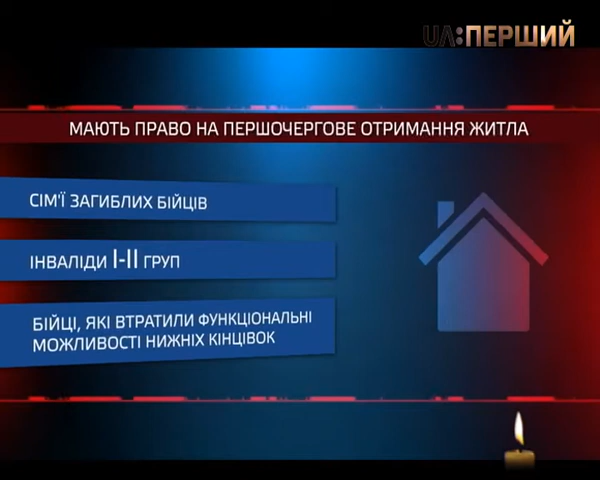 UA:ПЕРШИЙ
МАЮТЬ ПРАВО НА ПЕРШОЧЕРГОВЕ ОТРИМАННЯ ЖИТЛА
СІМ'Ї ЗАГИБЛИХ БІЙЦІВ
ІНВАЛІДИ I-II ГРУП
БІЙЦІ, ЯКІ ВТРАТИЛИ ФУНКЦІОНАЛЬНІ
МОЖЛИВОСТІ НИЖНІХ КІНЦІВОК